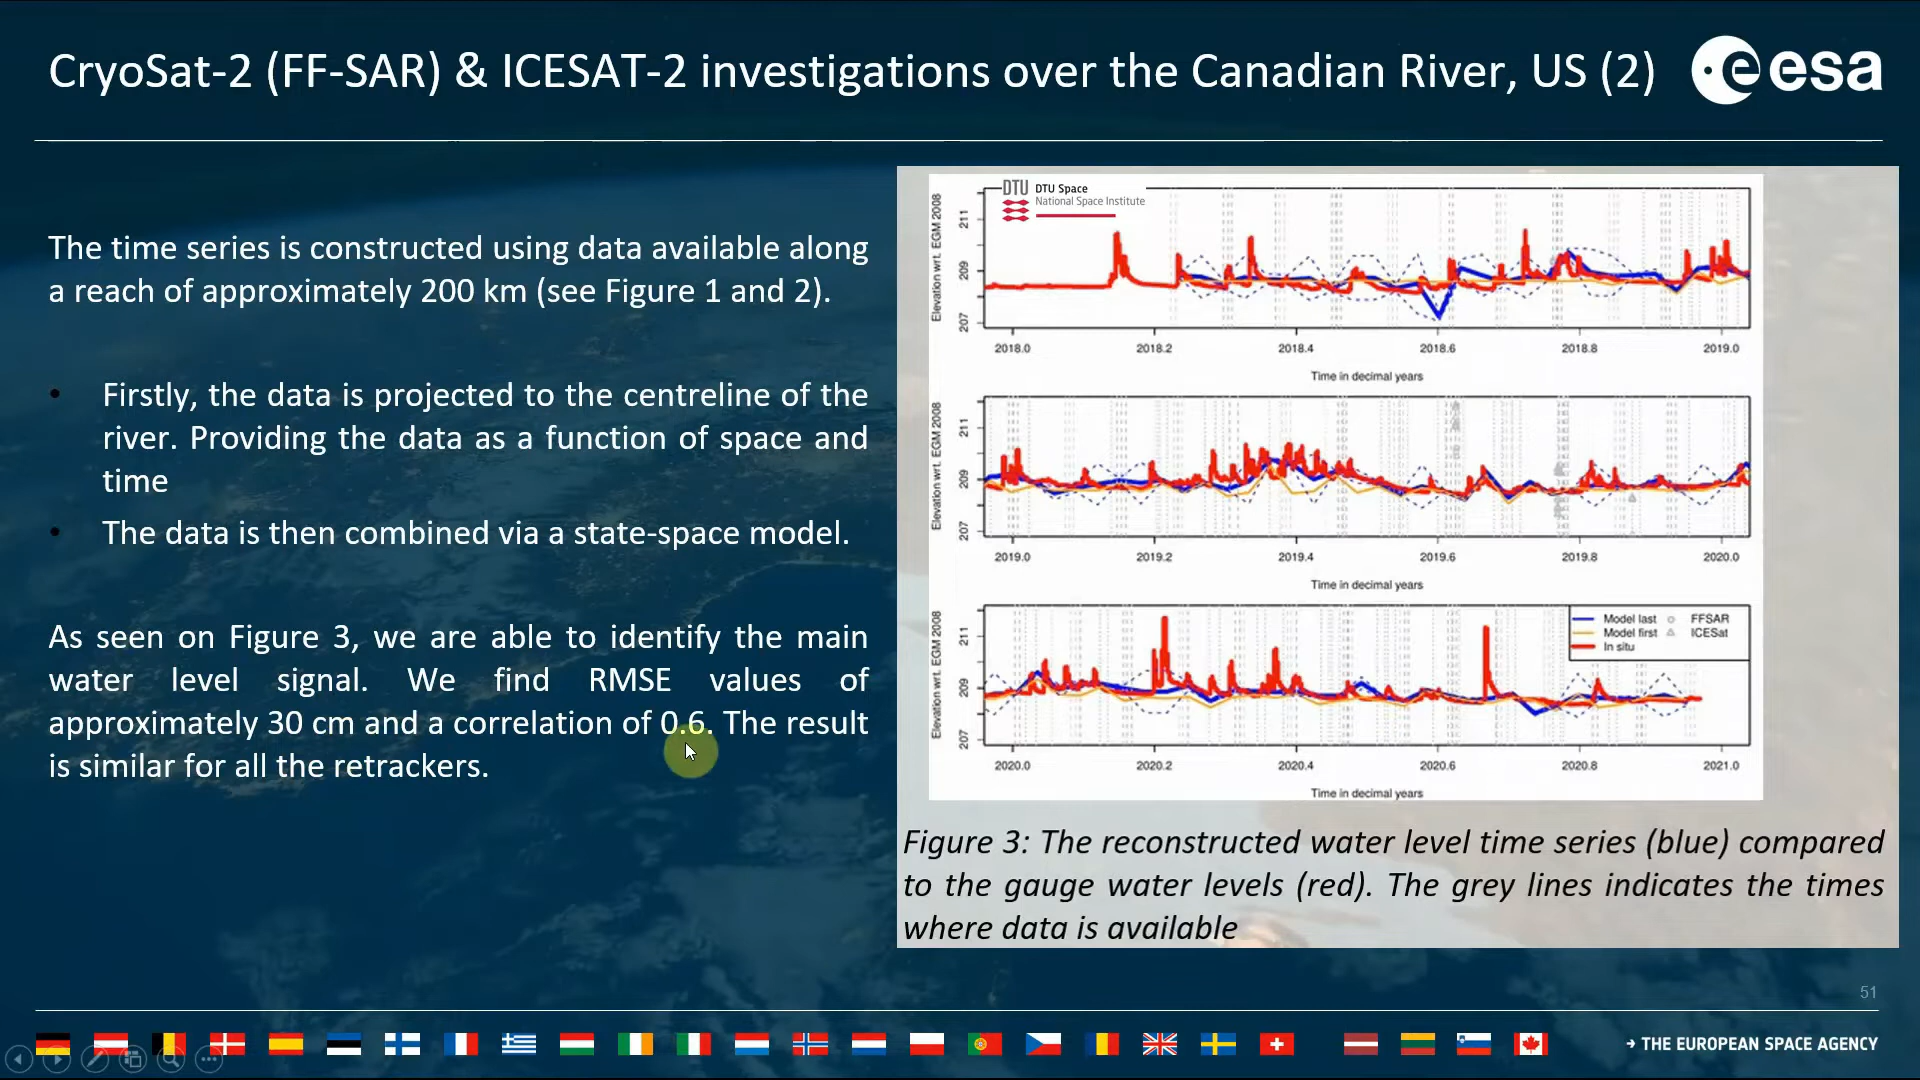 CryoSat-2 (FF-SAR) & ICESAT-2 investigations over the Canadian River, US (2)
esa
The time series is constructed using data available along
a reach of approximately 200 km (see Figure 1 and 2).
• Firstly, the data is projected to the centreline of the
river. Providing the data as a function of space and
time
• The data is then combined via a state-space model.
As seen on Figure 3, we are able to identify the main
water level signal. We find RMSE values of
approximately 30 cm and a correlation of 0.6. The result
is similar for all the retrackers.
DTU DTU Space
National Space Institute
Elevation wrt. EGM 2008
207 209 211
2018.0 2018.2 2018.4 2018.6 2018.8 2019.0
Time in decimal years
Elevation wrt. EGM 2008
207 209 211
2019.0 2019.2 2019.4 2019.6 2019.8 2020.0
Time in decimal years
Elevation wrt. EGM 2008
207 209 211
Model last FFSAR
Model first ICESat
In situ
2020.0 2020.2 2020.4 2020.6 2020.8 2021.0
Time in decimal years
Figure 3: The reconstructed water level time series (blue) compared
to the gauge water levels (red). The grey lines indicates the times
where data is available
51
→ THE EUROPEAN SPACE AGENCY